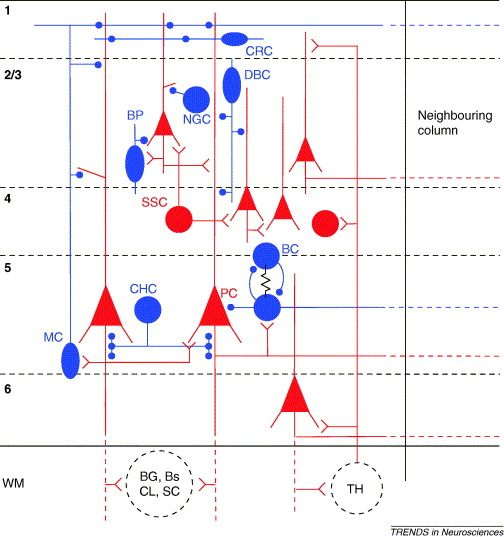 1
CRC
2/3
DBC
BP
NGC
Neighbouring
column
4
SSC
BC
5
CHC
PC
MC
6
WM
BG, Bs
CL, SC
TH
TRENDS in Neurosciences